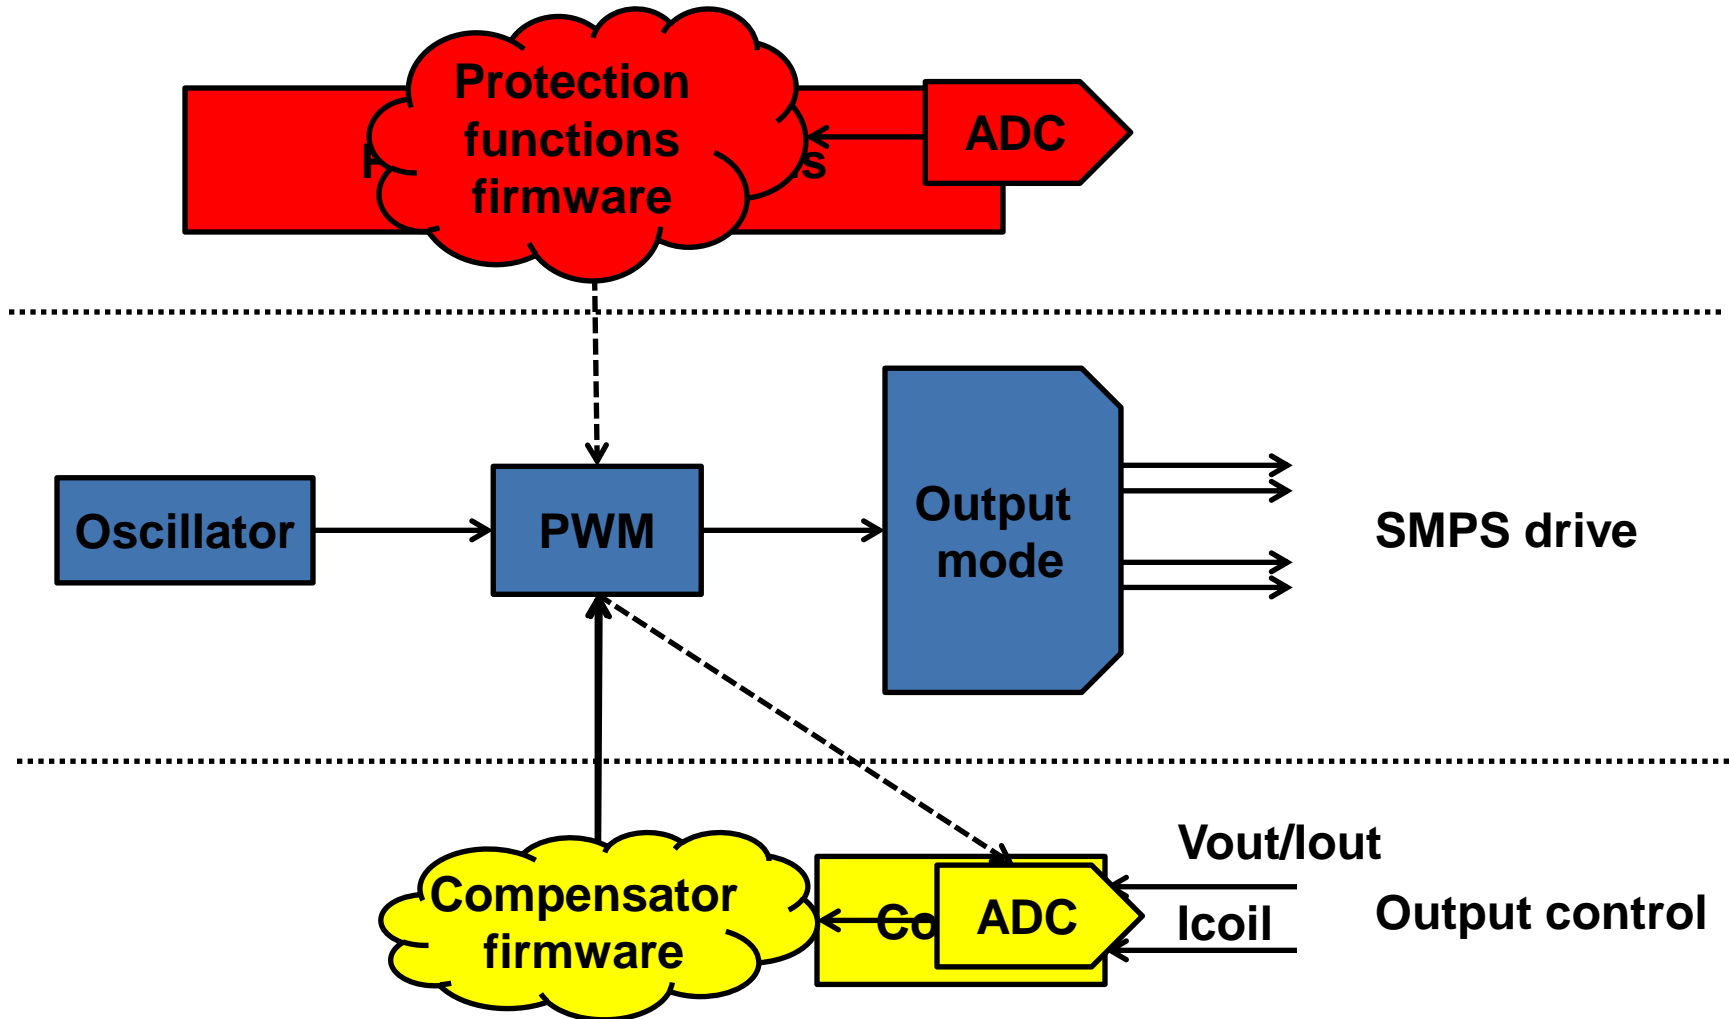 Protection
functions
firmware
ADC
Oscillator
PWM
Output
mode
SMPS drive
Vout/Iout
Compensator
firmware
ADC
Icoil
Output control